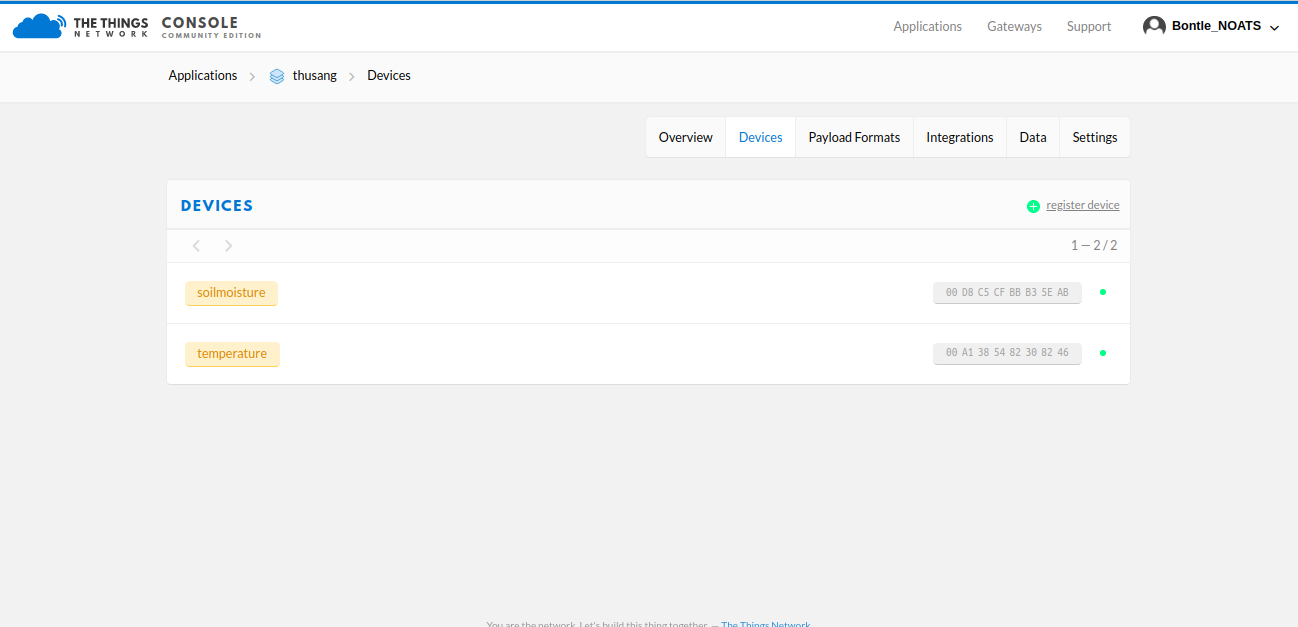 THE THINGS NETWORK
CONSOLE
COMMUNITY EDITION
Applications Gateways Support Bontle_NOATS
Applications thusang Devices
Overview Devices Payload Formats Integrations Data Settings
DEVICES register device
1 — 2 / 2
soilmoisture 00 D8 C5 CF BB B3 5E AB
temperature 00 A1 38 54 82 30 82 46
You are the network. Let's build this thing together. — The Things Network